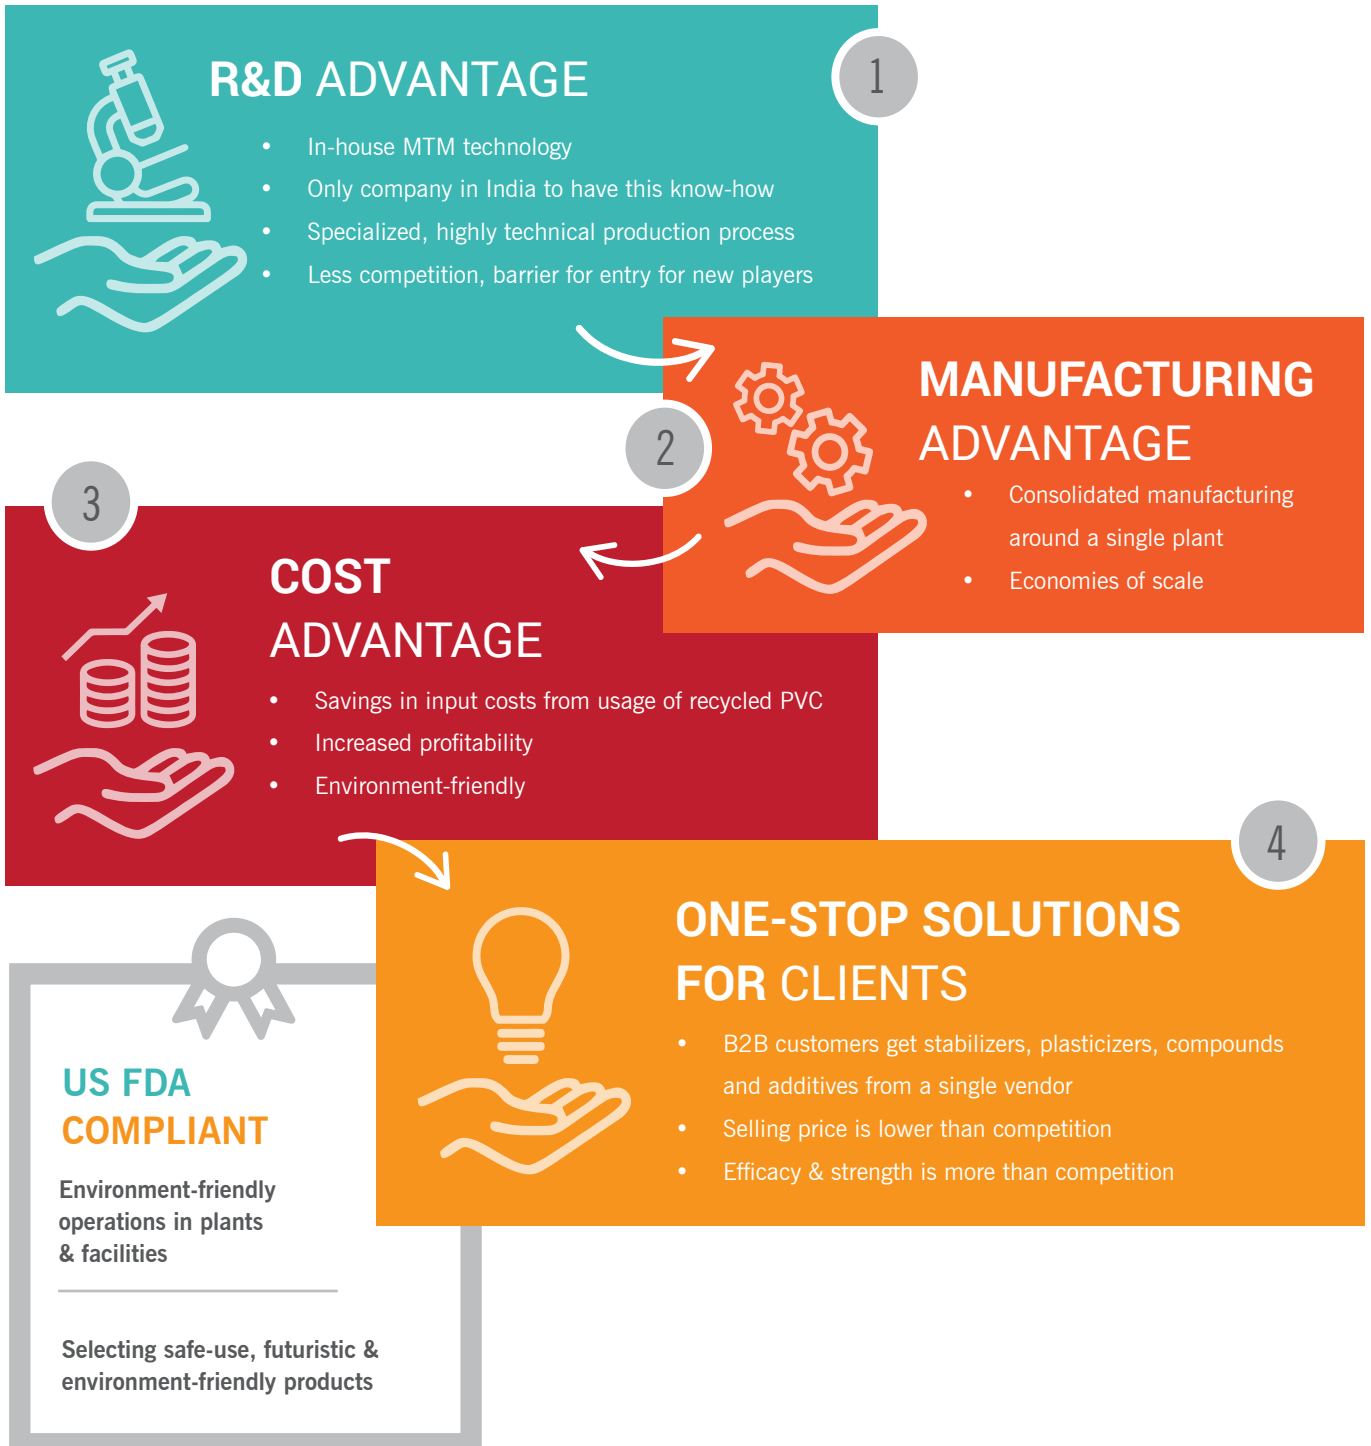 1
R&D ADVANTAGE
• In-house MTM technology
• Only company in India to have this know-how
• Specialized, highly technical production process
• Less competition, barrier for entry for new players
2
MANUFACTURING
ADVANTAGE
• Consolidated manufacturing
around a single plant
• Economies of scale
3
COST
ADVANTAGE
• Savings in input costs from usage of recycled PVC
• Increased profitability
• Environment-friendly
4
ONE-STOP SOLUTIONS
FOR CLIENTS
• B2B customers get stabilizers, plasticizers, compounds
and additives from a single vendor
• Selling price is lower than competition
• Efficacy & strength is more than competition
US FDA
COMPLIANT
Environment-friendly
operations in plants
& facilities
Selecting safe-use, futuristic &
environment-friendly products